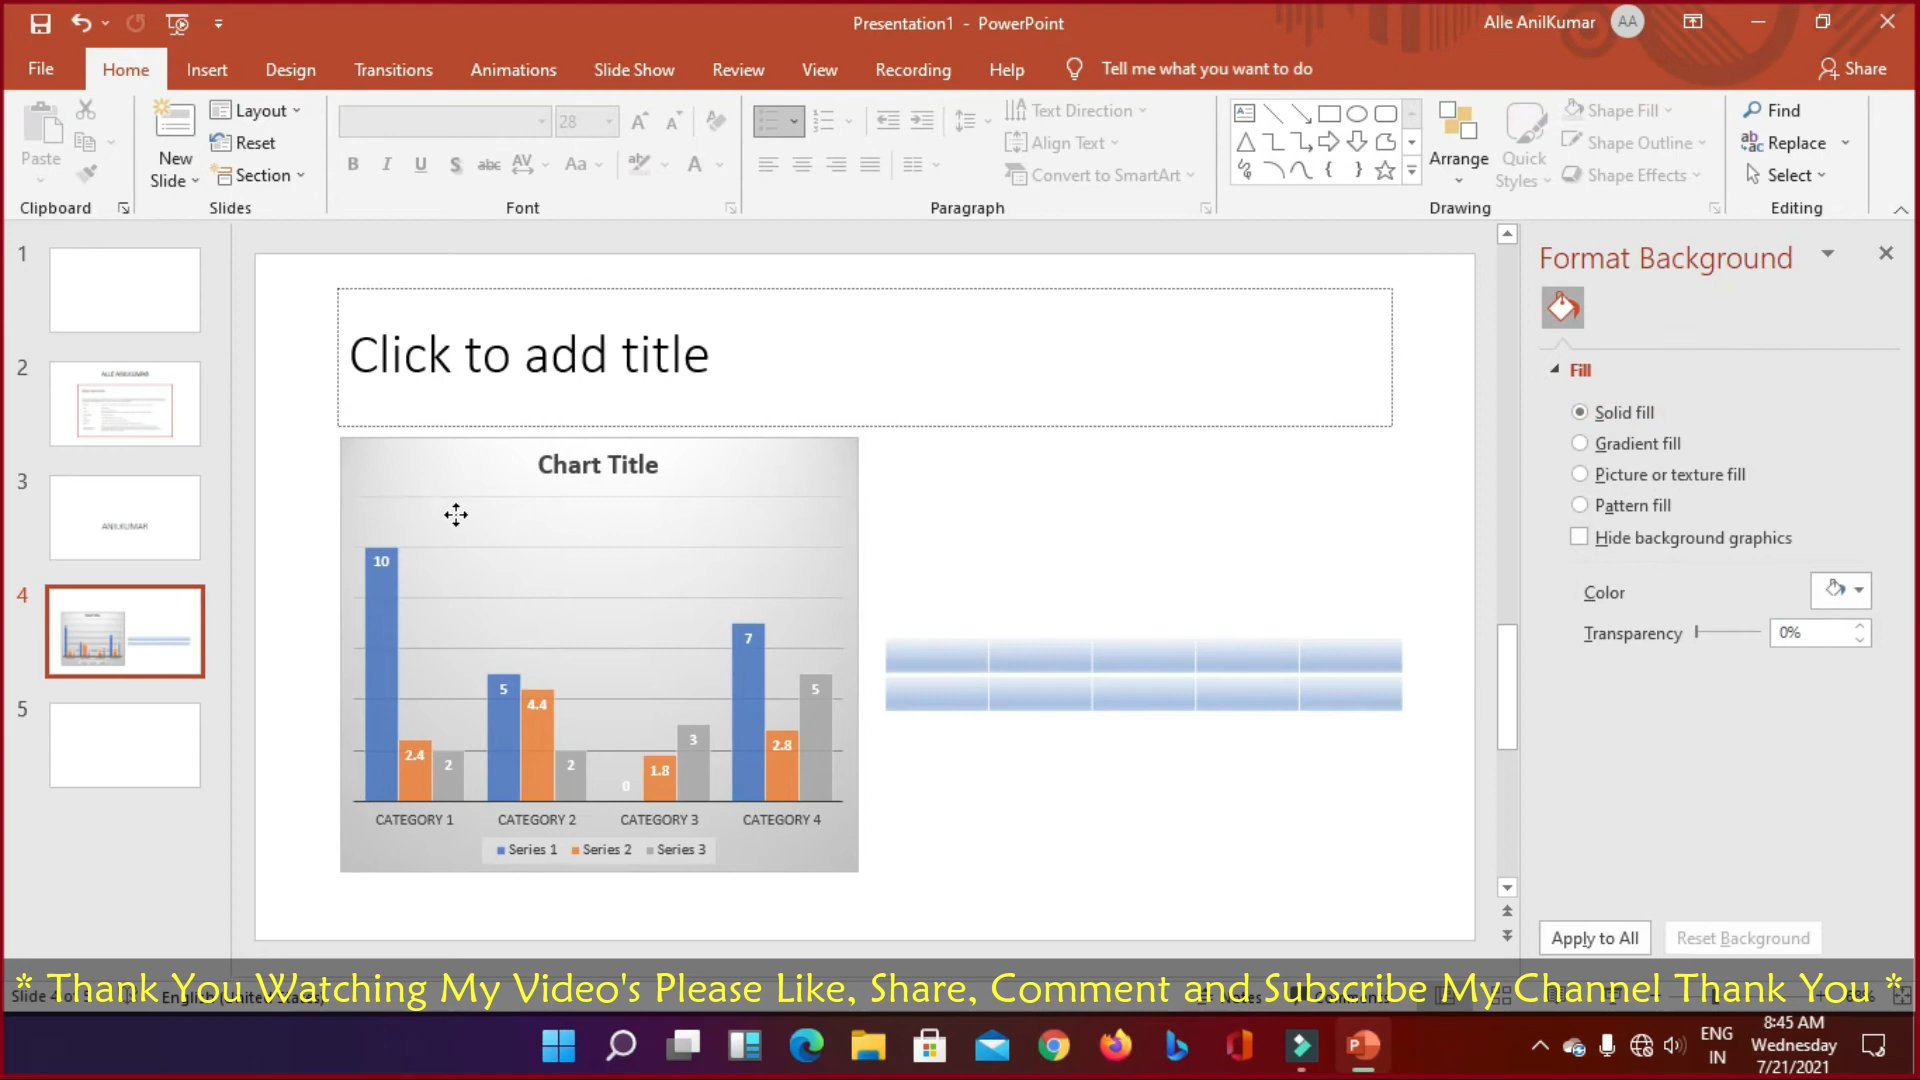 Presentation1 - PowerPoint
Alle AnilKumar
AA
File
Home
Insert
Design
Transitions
Animations
Slide Show
Review
View
Recording
Help
Tell me what you want to do
Share
Paste
New
Slide
Layout
Reset
Section
28
Text Direction
Align Text
Convert to SmartArt
Arrange
Quick
Styles
Shape Fill
Shape Outline
Shape Effects
Find
Replace
Select
Clipboard
Slides
Font
Paragraph
Drawing
Editing
1
2
ALLE ANILKUMAR
3
ANILKUMAR
4
5
Click to add title
Chart Title
10
2.4
2
5
4.4
2
0
1.8
3
7
2.8
5
CATEGORY 1
CATEGORY 2
CATEGORY 3
CATEGORY 4
Series 1
Series 2
Series 3
Format Background
Fill
Solid fill
Gradient fill
Picture or texture fill
Pattern fill
Hide background graphics
Color
Transparency
0%
Apply to All
Reset Background
* Thank You Watching My Video's Please Like, Share, Comment and Subscribe My Channel Thank You *
ENG
IN
8:45 AM
Wednesday
7/21/2021